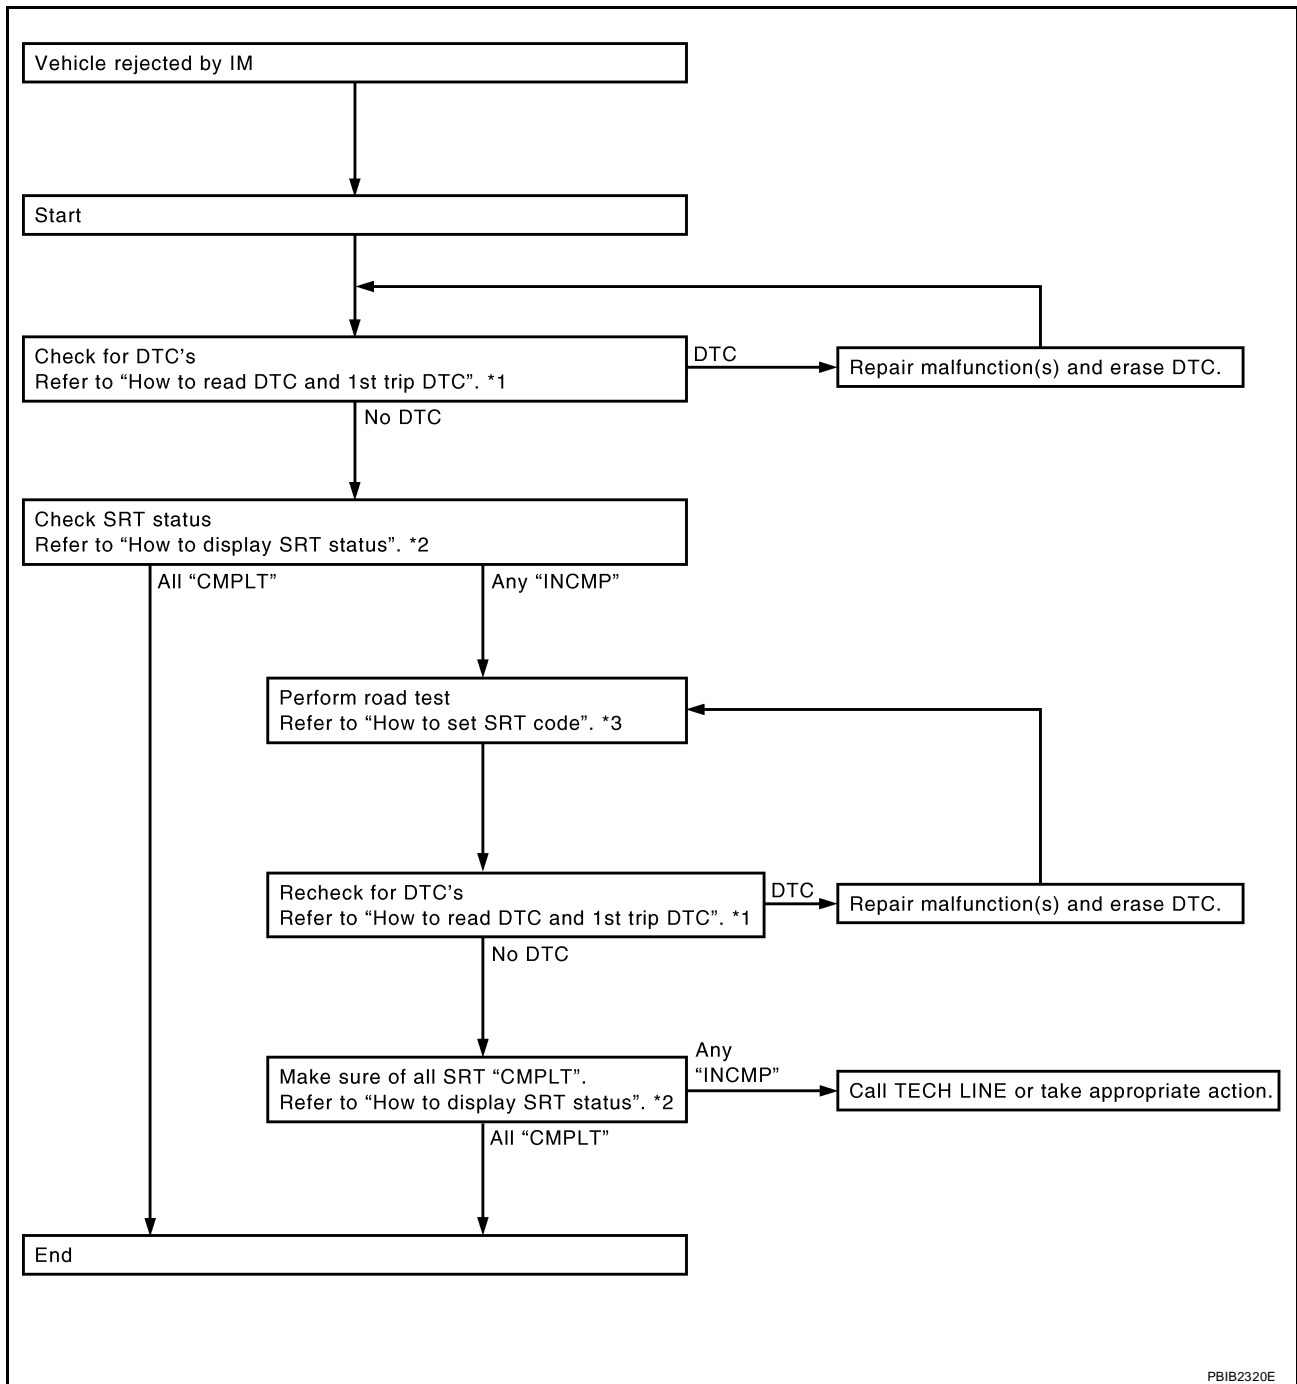 Vehicle rejected by IM
Start
Check for DTC's
Refer to “How to read DTC and 1st trip DTC”. *1
DTC
Repair malfunction(s) and erase DTC.
No DTC
Check SRT status
Refer to “How to display SRT status”. *2
All “CMPLT”
Any “INCMP”
Perform road test
Refer to “How to set SRT code”. *3
Recheck for DTC's
Refer to “How to read DTC and 1st trip DTC”. *1
DTC
Repair malfunction(s) and erase DTC.
No DTC
Make sure of all SRT “CMPLT”.
Refer to “How to display SRT status”. *2
Any
“INCMP”
Call TECH LINE or take appropriate action.
All “CMPLT”
End
PBIB2320E